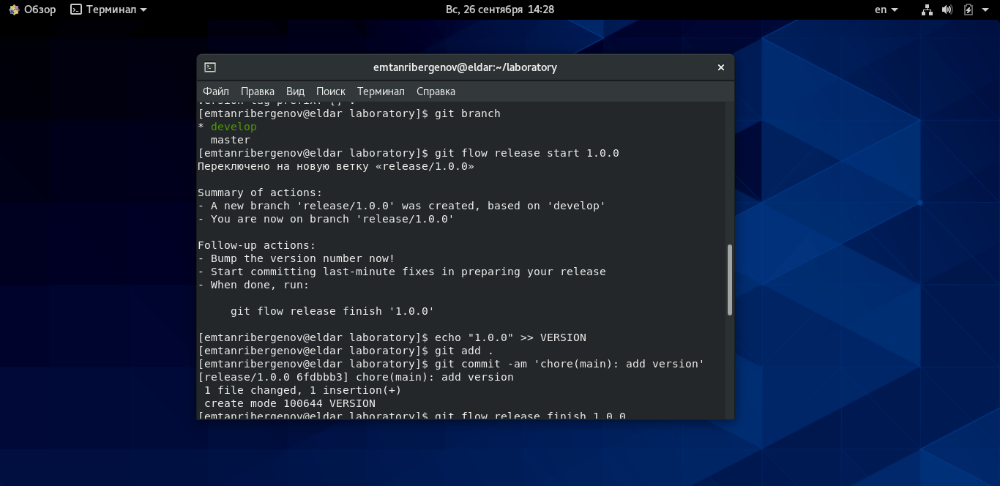 Обзор Терминал Вс, 26 сентября 14:28 en
emtanribergenov@eldar:~/laboratory
Файл Правка Вид Поиск Терминал Справка
Version tag prefix? []
[emtanribergenov@eldar laboratory]$ git branch
* develop
  master
[emtanribergenov@eldar laboratory]$ git flow release start 1.0.0
Переключено на новую ветку «release/1.0.0»
Summary of actions:
- A new branch 'release/1.0.0' was created, based on 'develop'
- You are now on branch 'release/1.0.0'
Follow-up actions:
- Bump the version number now!
- Start committing last-minute fixes in preparing your release
- When done, run:
     git flow release finish '1.0.0'
[emtanribergenov@eldar laboratory]$ echo "1.0.0" >> VERSION
[emtanribergenov@eldar laboratory]$ git add .
[emtanribergenov@eldar laboratory]$ git commit -am 'chore(main): add version'
[release/1.0.0 6fdbbb3] chore(main): add version
 1 file changed, 1 insertion(+)
 create mode 100644 VERSION
[emtanribergenov@eldar laboratory]$ git flow release finish 1.0.0